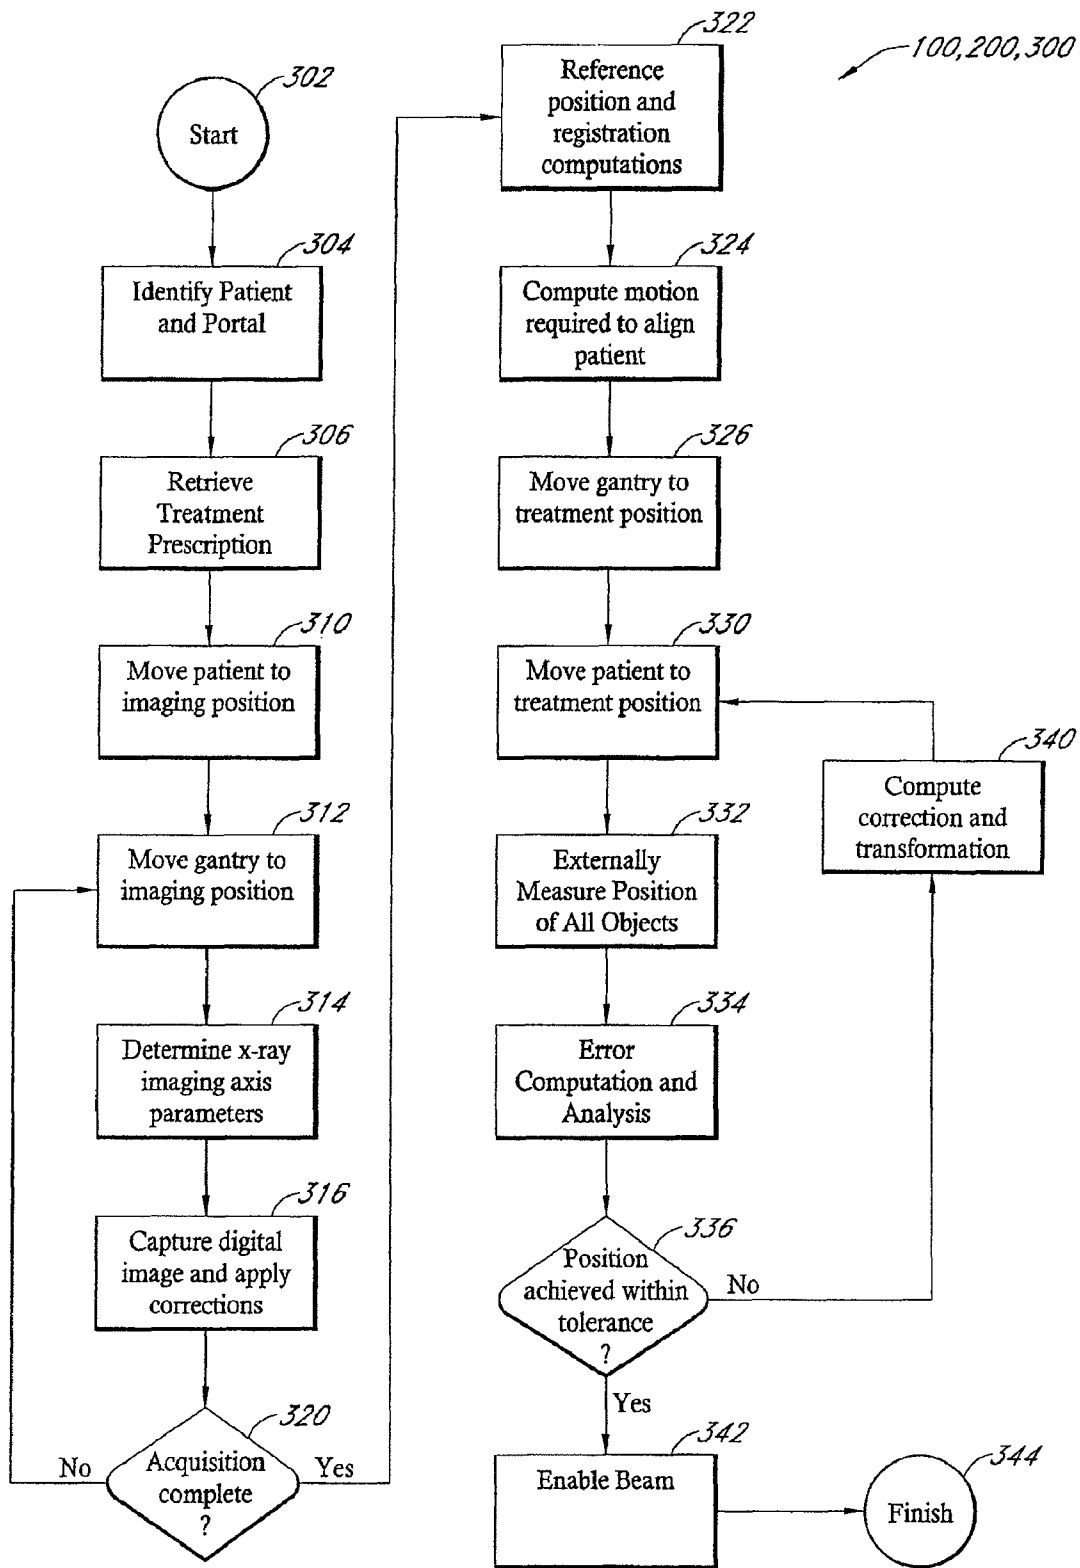 302
Start
304
Identify Patient
and Portal
306
Retrieve
Treatment
Prescription
310
Move patient to
imaging position
312
Move gantry to
imaging position
314
Determine x-ray
imaging axis
parameters
316
Capture digital
image and apply
corrections
320
Acquisition
complete
?
No
Yes
322
Reference
position and
registration
computations
100,200,300
324
Compute motion
required to align
patient
326
Move gantry to
treatment position
330
Move patient to
treatment position
332
Externally
Measure Position
of All Objects
334
Error
Computation and
Analysis
336
Position
achieved within
tolerance
?
No
Yes
340
Compute
correction and
transformation
342
Enable Beam
344
Finish